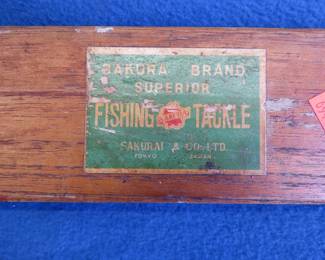 SAKURA BRAND
SUPERIOR
FISHING TACKLE
SAKURAI & CO. LTD.
TOKYO JAPAN